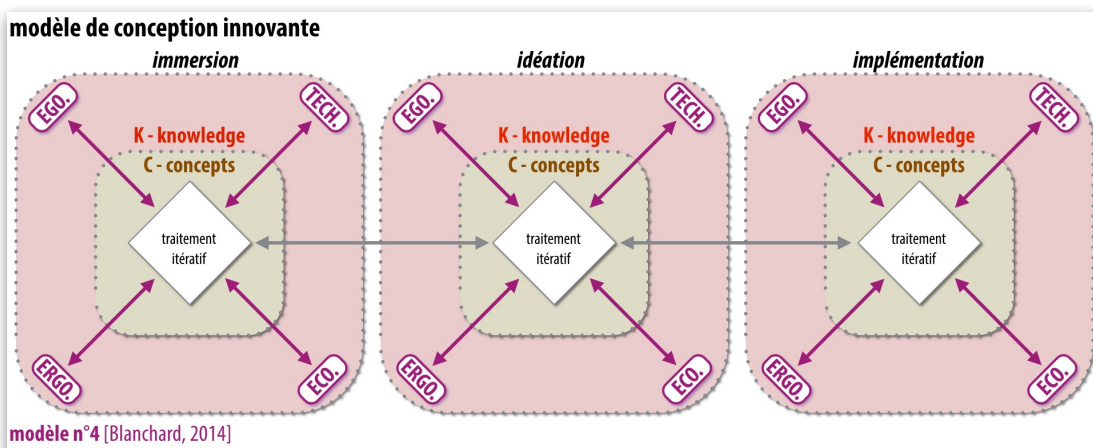 modèle de conception innovante
immersion
idéation
implémentation
EGO.
TECH.
K - knowledge
C - concepts
traitement
itératif
ERGO.
ECO.
EGO.
TECH.
K - knowledge
C - concepts
traitement
itératif
ERGO.
ECO.
EGO.
TECH.
K - knowledge
C - concepts
traitement
itératif
ERGO.
ECO.
modèle n°4 [Blanchard, 2014]